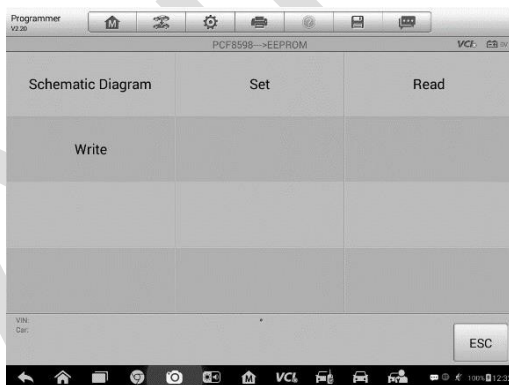 Programmer
V2.20
PCF8598--->EEPROM
VCI
Schematic Diagram
Set
Read
Write
VIN:
Car:
ESC
VCI
100%